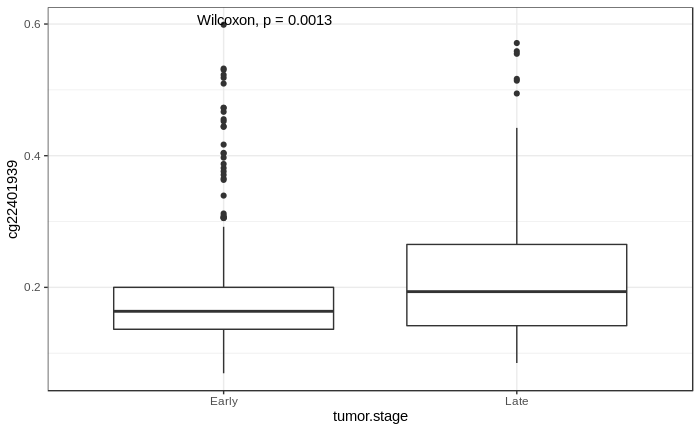 Wilcoxon, p = 0.0013
0.6
0.4
0.2
cg22401939
Early
Late
tumor.stage